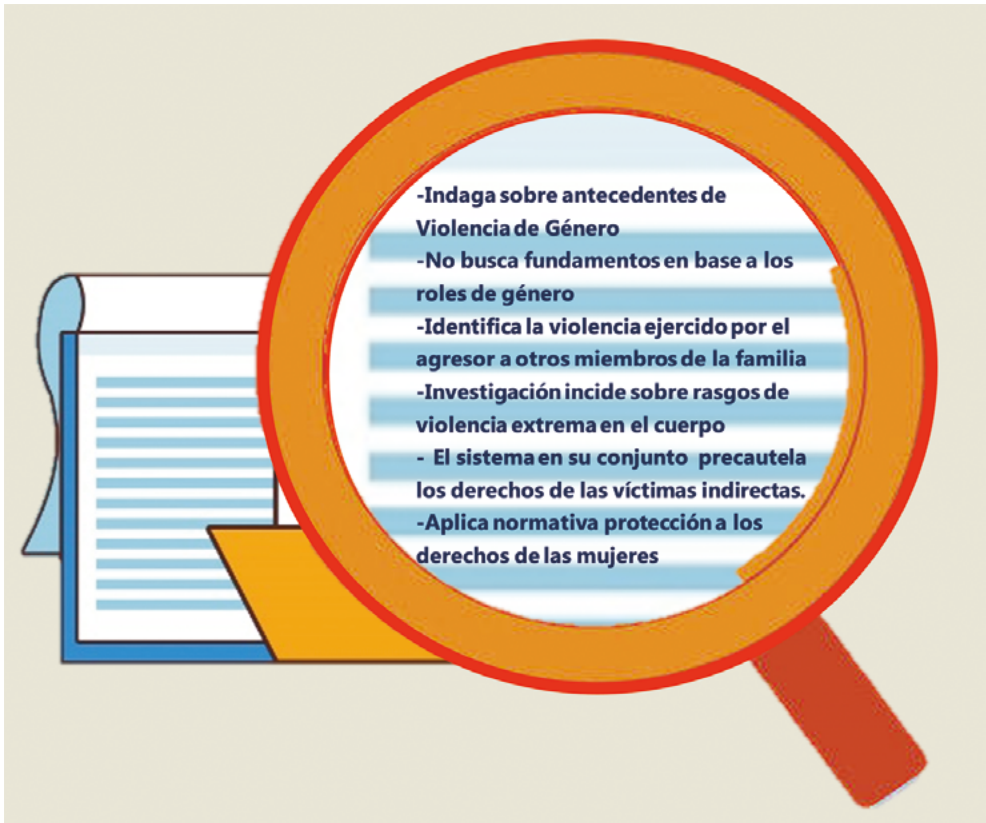 -Indaga sobre antecedentes de
Violencia de Género
-No busca fundamentos en base a los
roles de género
-Identifica la violencia ejercido por el
agresor a otros miembros de la familia
-Investigación incide sobre rasgos de
violencia extrema en el cuerpo
- El sistema en su conjunto precautela
los derechos de las víctimas indirectas.
-Aplica normativa protección a los
derechos de las mujeres